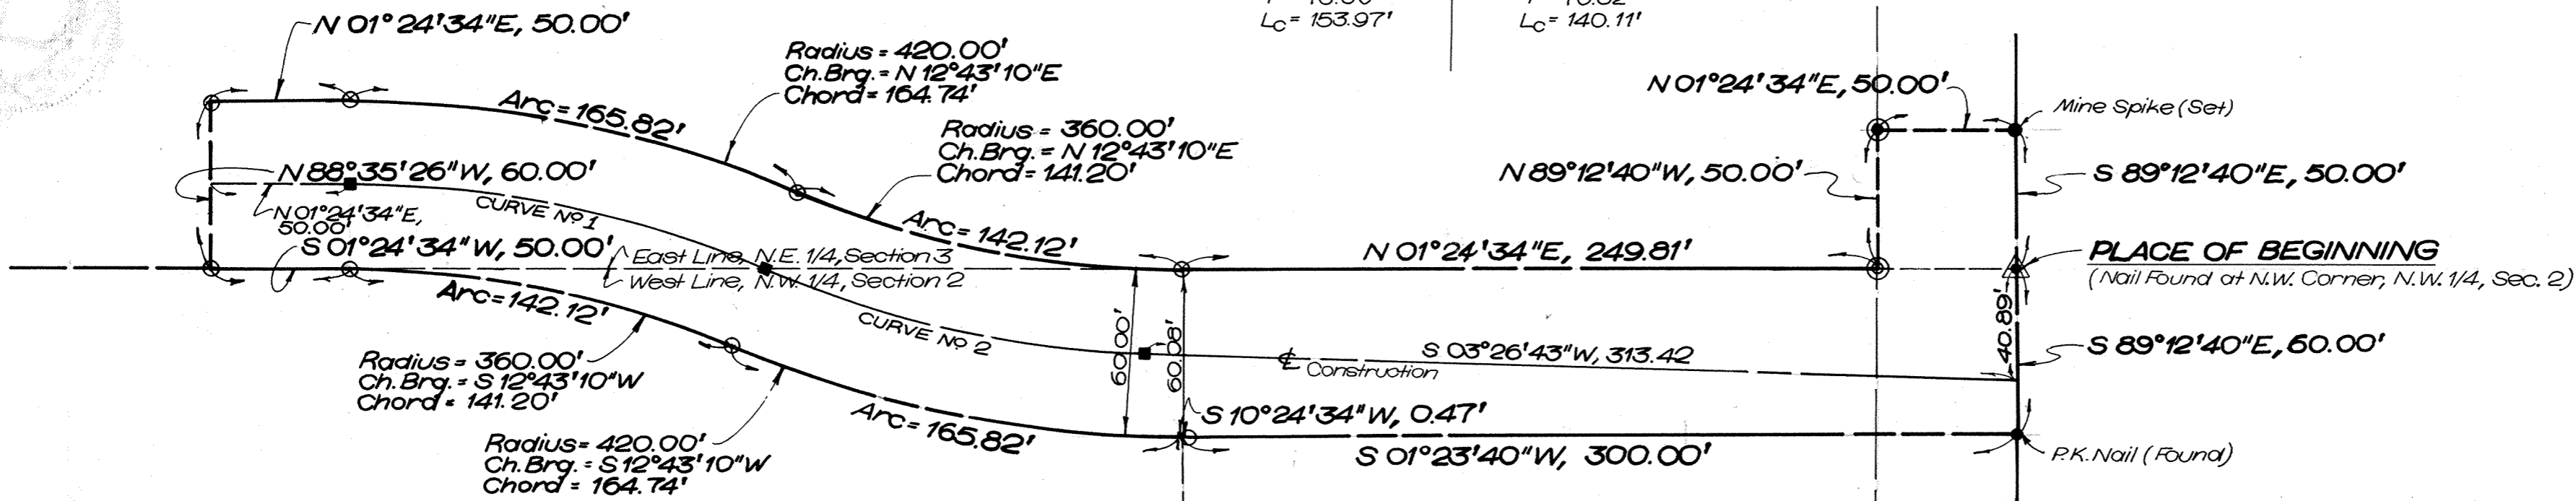 N 01°24'34"E, 50.00'
Radius = 420.00'
Ch.Brg. = N 12°43'10"E
Chord = 164.74'
Lc = 153.97'
Lc = 140.11'
Arc = 165.82'
Radius = 360.00'
Ch.Brg. = N 12°43'10"E
Chord = 141.20'
Arc = 142.12'
N 01°24'34"E, 50.00'
Mine Spike (Set)
N 88°35'26"W, 60.00'
N 89°12'40"W, 50.00'
S 89°12'40"E, 50.00'
N 01°24'34"E,
50.00'
CURVE Nº 1
S 01°24'34"W, 50.00'
East Line, N.E. 1/4, Section 3
West Line, N.W. 1/4, Section 2
N 01°24'34"E, 249.81'
PLACE OF BEGINNING
(Nail Found at N.W. Corner, N.W. 1/4, Sec. 2)
Arc = 142.12'
CURVE Nº 2
60.00'
60.08'
40.89'
S 03°26'43"W, 313.42
℄ Construction
S 89°12'40"E, 60.00'
Radius = 360.00'
Ch.Brg. = S 12°43'10"W
Chord = 141.20'
Arc = 165.82'
S 10°24'34"W, 0.47'
S 01°23'40"W, 300.00'
P.K. Nail (Found)
Radius = 420.00'
Ch.Brg. = S 12°43'10"W
Chord = 164.74'